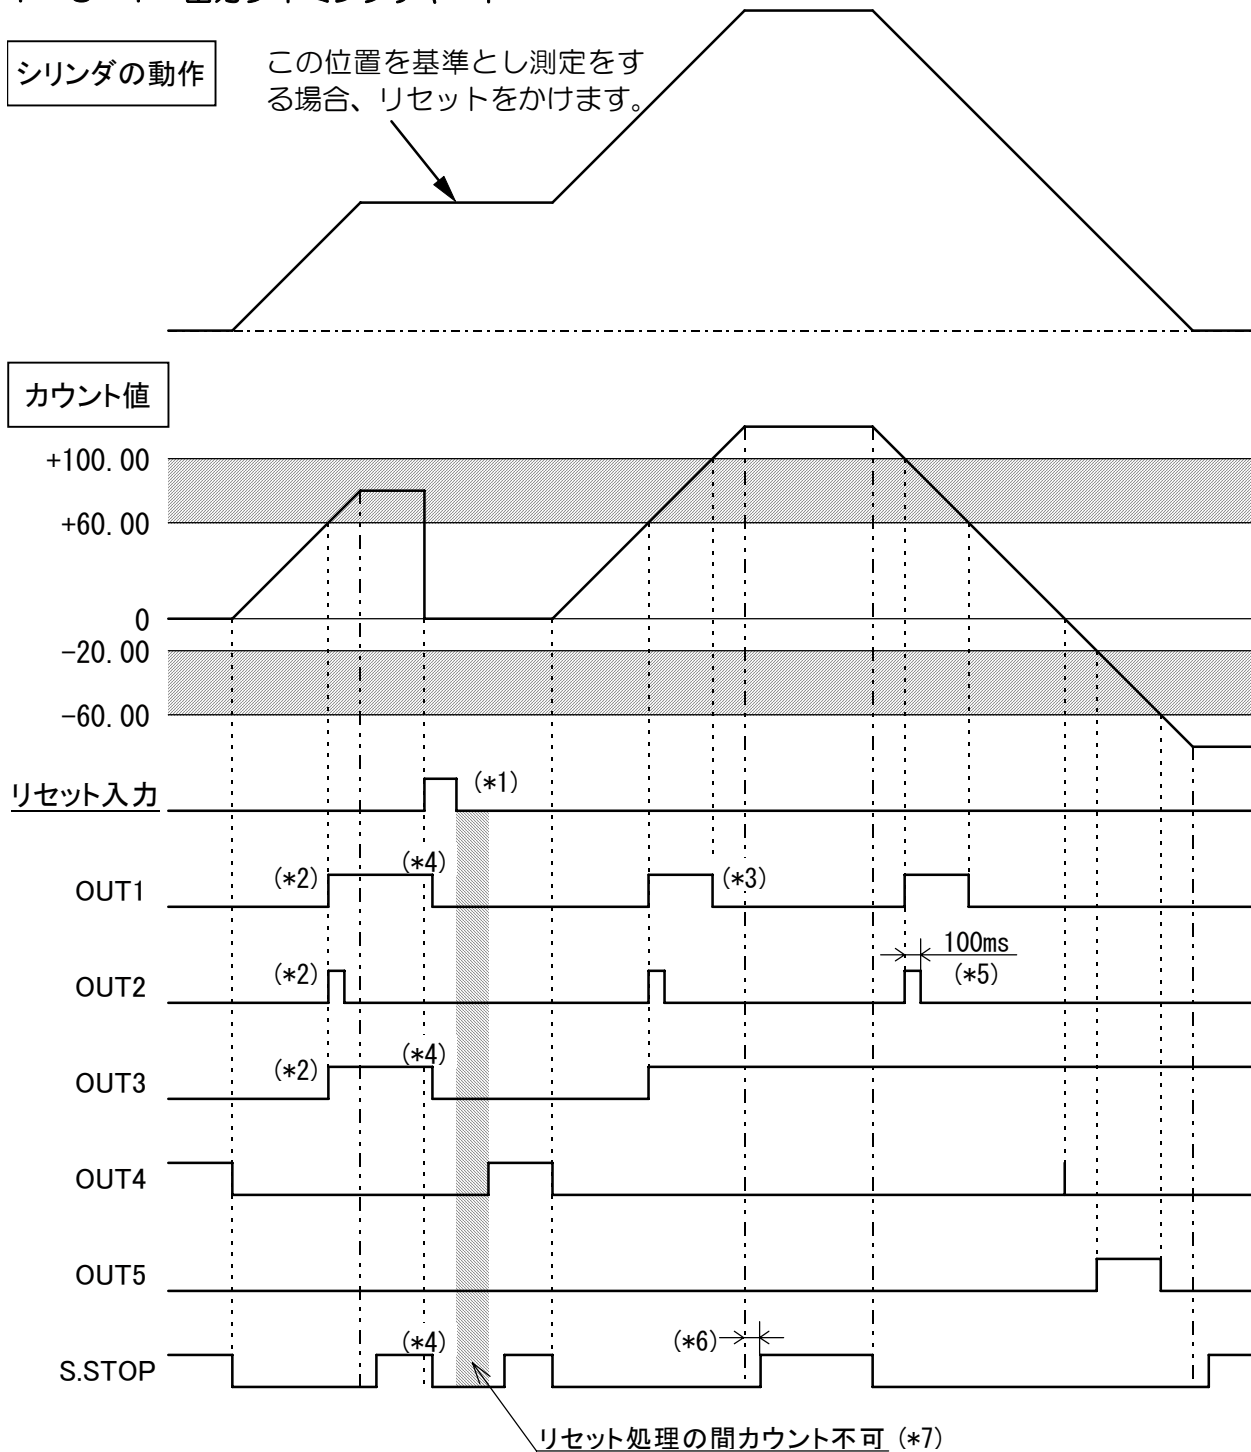 シリンダの動作
この位置を基準とし測定をす
る場合、リセットをかけます。
カウント値
+100.00
+60.00
0
-20.00
-60.00
リセット入力
(*1)
OUT1
(*2)
(*4)
(*3)
OUT2
(*2)
100ms
(*5)
OUT3
(*2)
(*4)
OUT4
OUT5
S.STOP
(*4)
(*6)
リセット処理の間カウント不可 (*7)